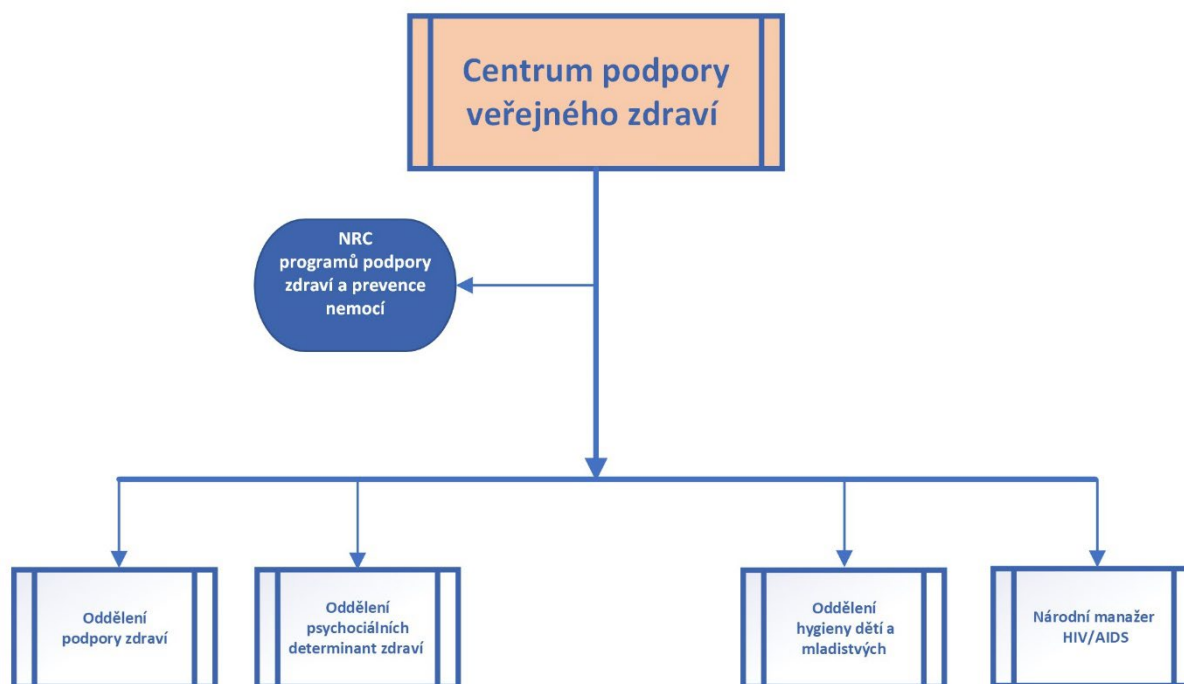 Centrum podpory
veřejného zdraví
NRC
programů podpory
zdraví a prevence
nemocí
Oddělení
podpory zdraví
Oddělení
psychociálních
determinant zdraví
Oddělení
hygieny dětí a
mladistvých
Národní manažer
HIV/AIDS